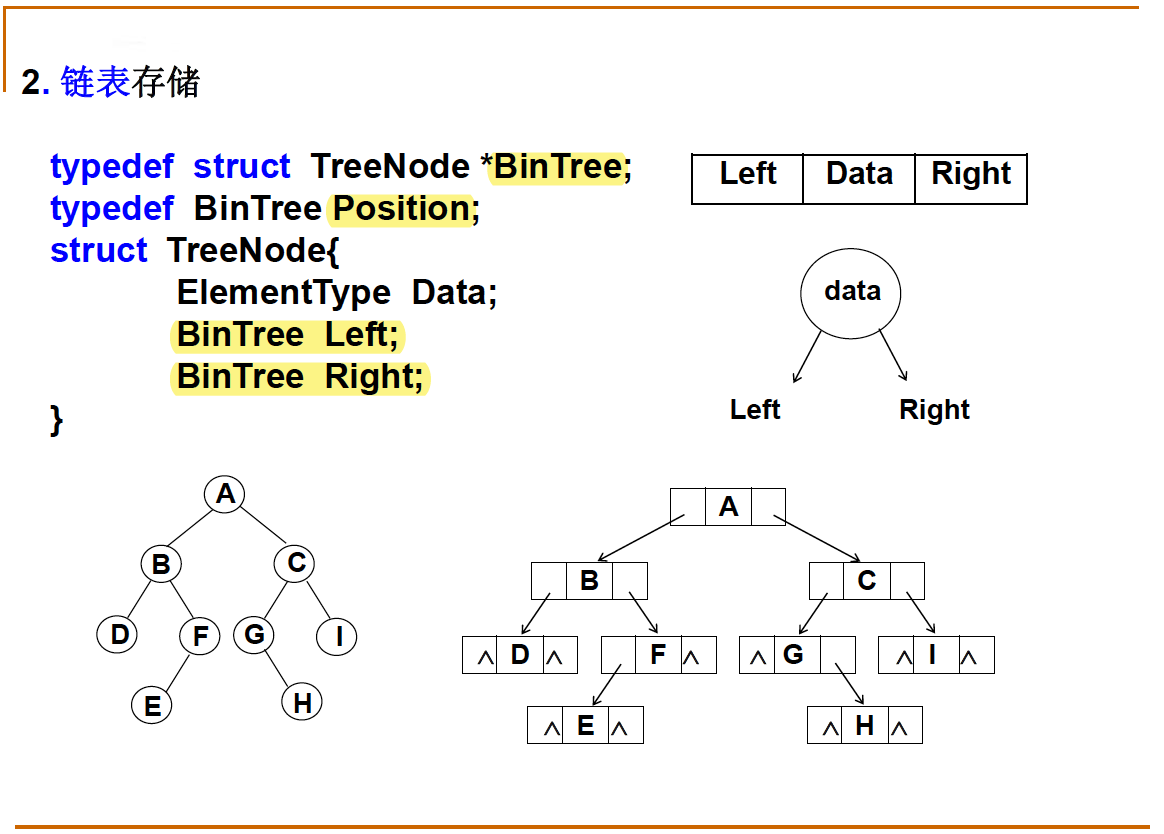 2. 链表存储
typedef struct TreeNode *BinTree;
typedef BinTree Position;
struct TreeNode{
ElementType Data;
BinTree Left;
BinTree Right;
}
Left Data Right
data
Left Right
A
B C
D F G I
E H
A
B C
∧ D ∧ F ∧ ∧ G ∧ I ∧
∧ E ∧ ∧ H ∧